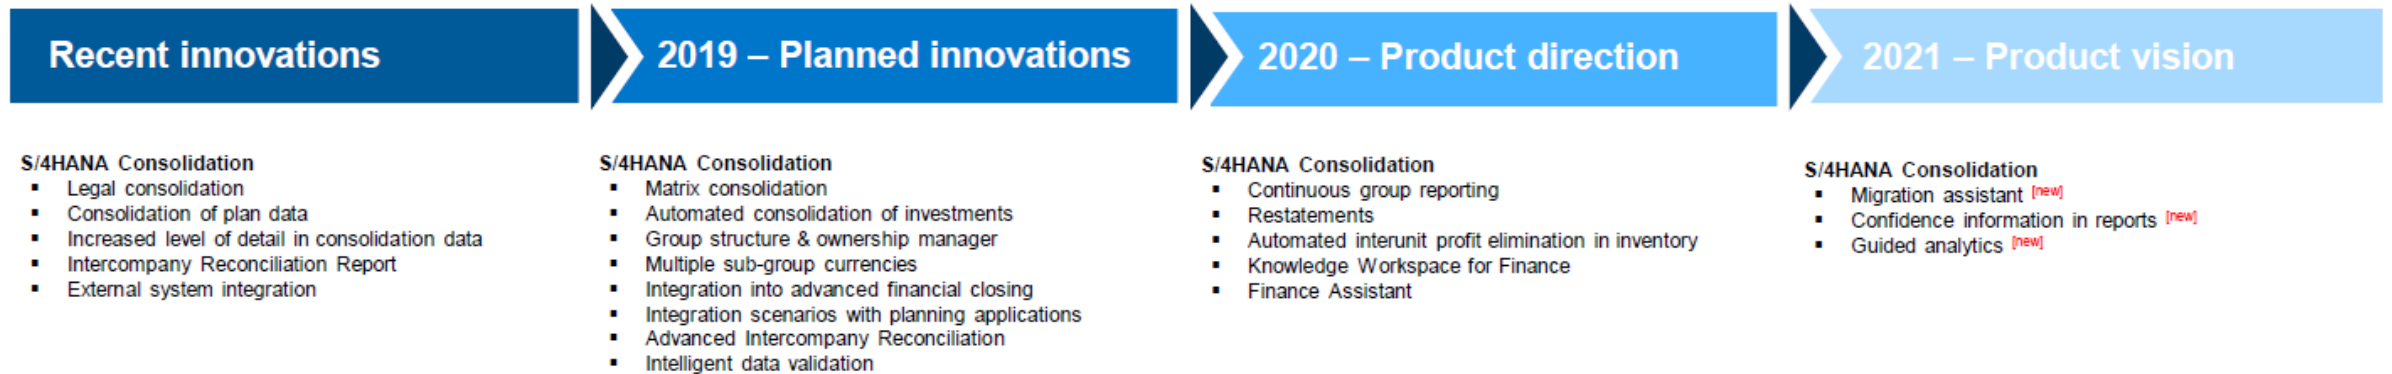 Recent innovations
2019 – Planned innovations
2020 – Product direction
2021 – Product vision
S/4HANA Consolidation
▪ Legal consolidation
▪ Consolidation of plan data
▪ Increased level of detail in consolidation data
▪ Intercompany Reconciliation Report
▪ External system integration
S/4HANA Consolidation
▪ Matrix consolidation
▪ Automated consolidation of investments
▪ Group structure & ownership manager
▪ Multiple sub-group currencies
▪ Integration into advanced financial closing
▪ Integration scenarios with planning applications
▪ Advanced Intercompany Reconciliation
▪ Intelligent data validation
S/4HANA Consolidation
▪ Continuous group reporting
▪ Restatements
▪ Automated interunit profit elimination in inventory
▪ Knowledge Workspace for Finance
▪ Finance Assistant
S/4HANA Consolidation
▪ Migration assistant [new]
▪ Confidence information in reports [new]
▪ Guided analytics [new]